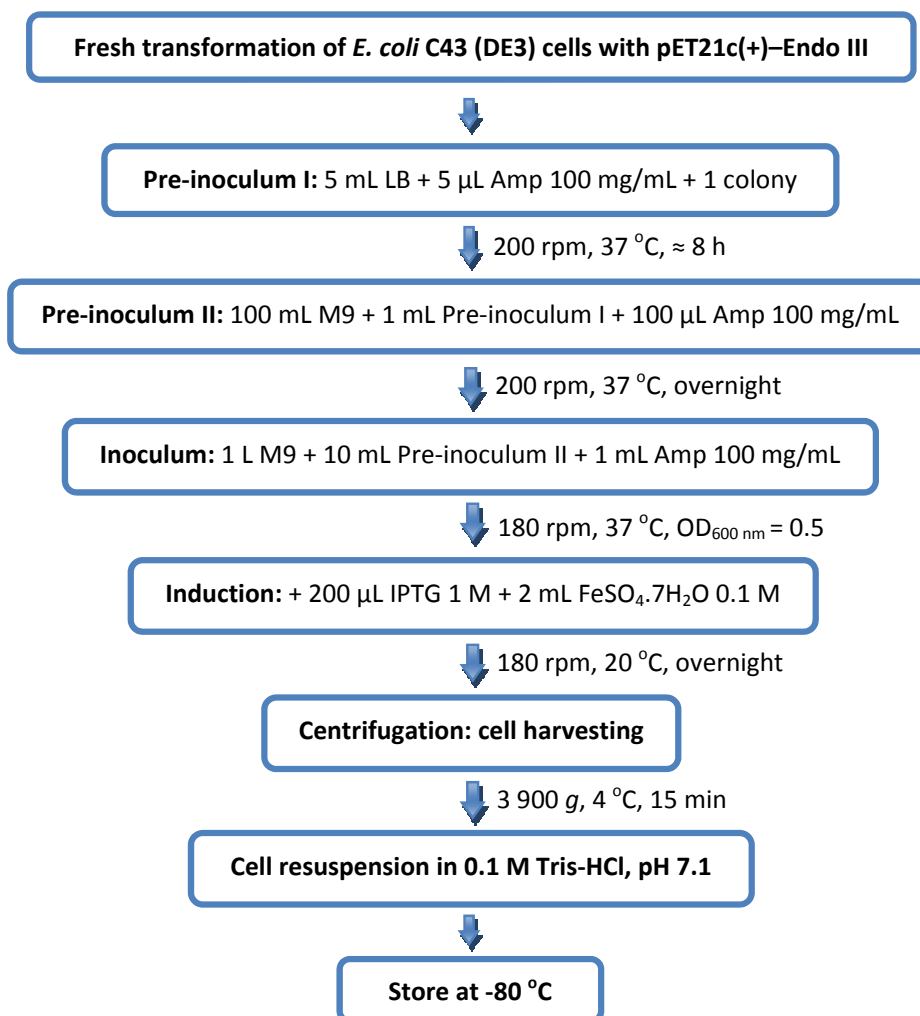 Fresh transformation of E. coli C43 (DE3) cells with pET21c(+)–Endo III
Pre-inoculum I: 5 mL LB + 5 µL Amp 100 mg/mL + 1 colony
200 rpm, 37 °C, ≈ 8 h
Pre-inoculum II: 100 mL M9 + 1 mL Pre-inoculum I + 100 µL Amp 100 mg/mL
200 rpm, 37 °C, overnight
Inoculum: 1 L M9 + 10 mL Pre-inoculum II + 1 mL Amp 100 mg/mL
180 rpm, 37 °C, OD600 nm = 0.5
Induction: + 200 µL IPTG 1 M + 2 mL FeSO4.7H2O 0.1 M
180 rpm, 20 °C, overnight
Centrifugation: cell harvesting
3 900 g, 4 °C, 15 min
Cell resuspension in 0.1 M Tris-HCl, pH 7.1
Store at -80 °C